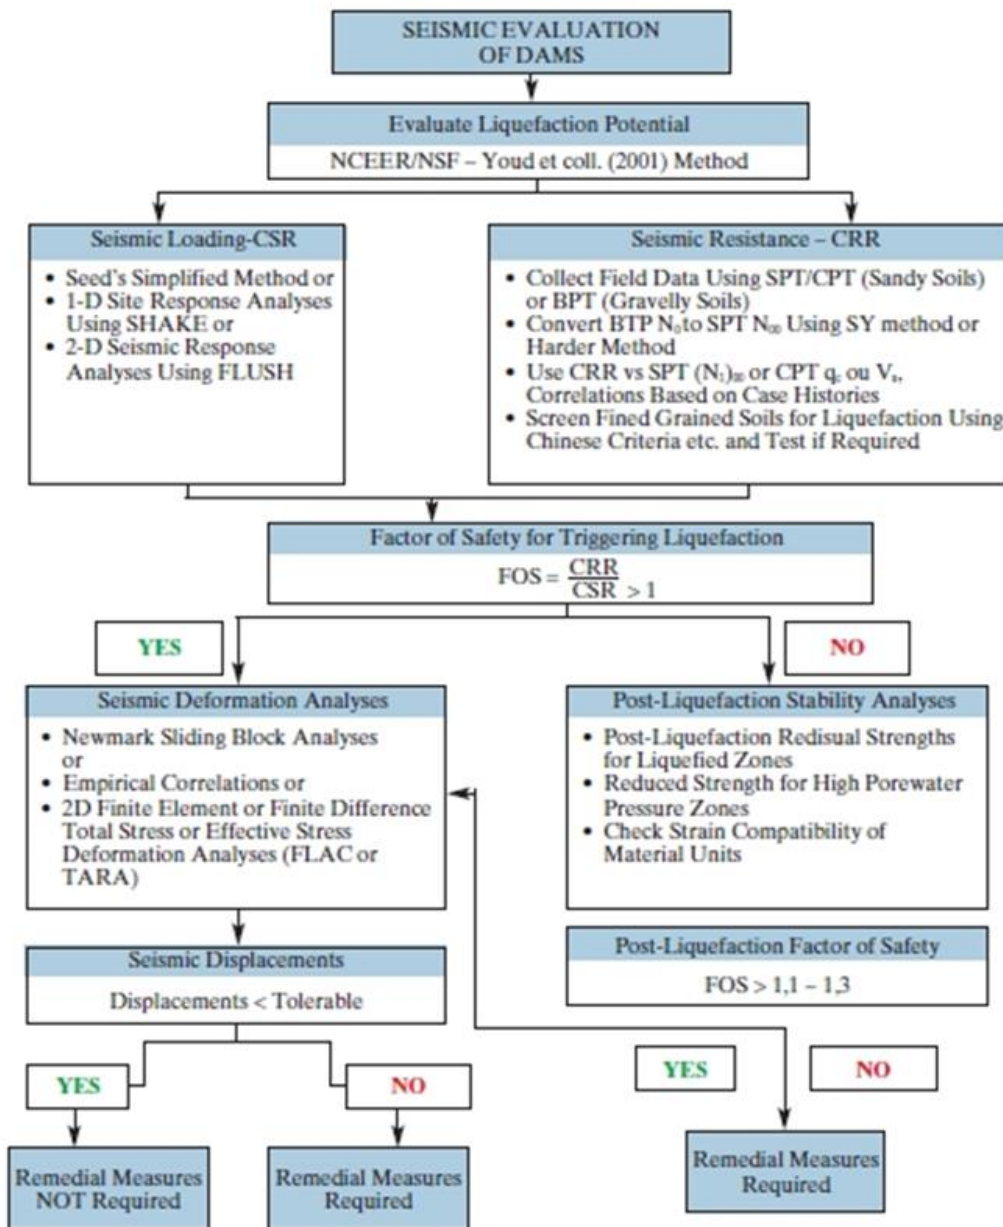 SEISMIC EVALUATION
OF DAMS
Evaluate Liquefaction Potential
NCEER/NSF – Youd et coll. (2001) Method
Seismic Loading-CSR
• Seed's Simplified Method or
• 1-D Site Response Analyses
Using SHAKE or
• 2-D Seismic Response
Analyses Using FLUSH
Seismic Resistance – CRR
• Collect Field Data Using SPT/CPT (Sandy Soils)
or BPT (Gravelly Soils)
• Convert BTP N₀to SPT N₆₀ Using SY method or
Harder Method
• Use CRR vs SPT (N₁)₆₀ or CPT q꜀ ou Vₛ,
Correlations Based on Case Histories
• Screen Fined Grained Soils for Liquefaction Using
Chinese Criteria etc. and Test if Required
Factor of Safety for Triggering Liquefaction
FOS = CRR
CSR > 1
YES
NO
Seismic Deformation Analyses
• Newmark Sliding Block Analyses
or
• Empirical Correlations or
• 2D Finite Element or Finite Difference
Total Stress or Effective Stress
Deformation Analyses (FLAC or
TARA)
Post-Liquefaction Stability Analyses
• Post-Liquefaction Redisual Strengths
for Liquefied Zones
• Reduced Strength for High Porewater
Pressure Zones
• Check Strain Compatibility of
Material Units
Seismic Displacements
Displacements < Tolerable
Post-Liquefaction Factor of Safety
FOS > 1,1 – 1,3
YES
NO
YES
NO
Remedial Measures
NOT Required
Remedial Measures
Required
Remedial Measures
Required